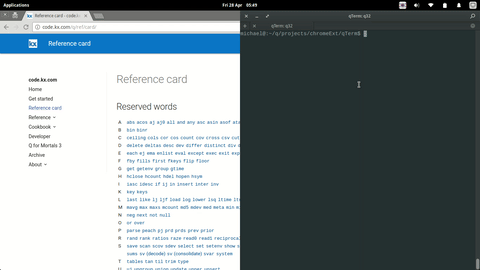 Fri 28 Apr 05:49
Reference card - code.kx.com
code.kx.com/q/ref/card/
qTerm: q32
qTerm: q32
michael@:~/q/projectx/chromeExt/qTerm$
kx Reference card
code.kx.com
Home
Get started
Reference card
Reference
Cookbook
Developer
Q for Mortals 3
Archive
About
Reference card
Reserved words
A abs acos aj aj0 all and any asc asin asof
B bin binr
C ceiling cols cor cos count cov cross csv cut
D delete deltas desc dev differ distinct div
E each ej ema enlist eval except exec exit exp
F fby fills first fkeys flip floor
G get getenv group gtime
H hclose hcount hdel hopen hsym
I iasc idesc if ij in insert inter inv
K key keys
L last like lj ljf load log lower lsq ltime
M mavg max maxs mcount md5 mdev med meta min
N neg next not null
O or over
P parse peach pj prd prds prev prior
R rand rank ratios raze read0 read1 reciprocal
S save scan scov sdev select set setenv show
sums sv (decode) sv (consolidate) svar system
T tables tan til trim type
U ungroup union update upper upsert